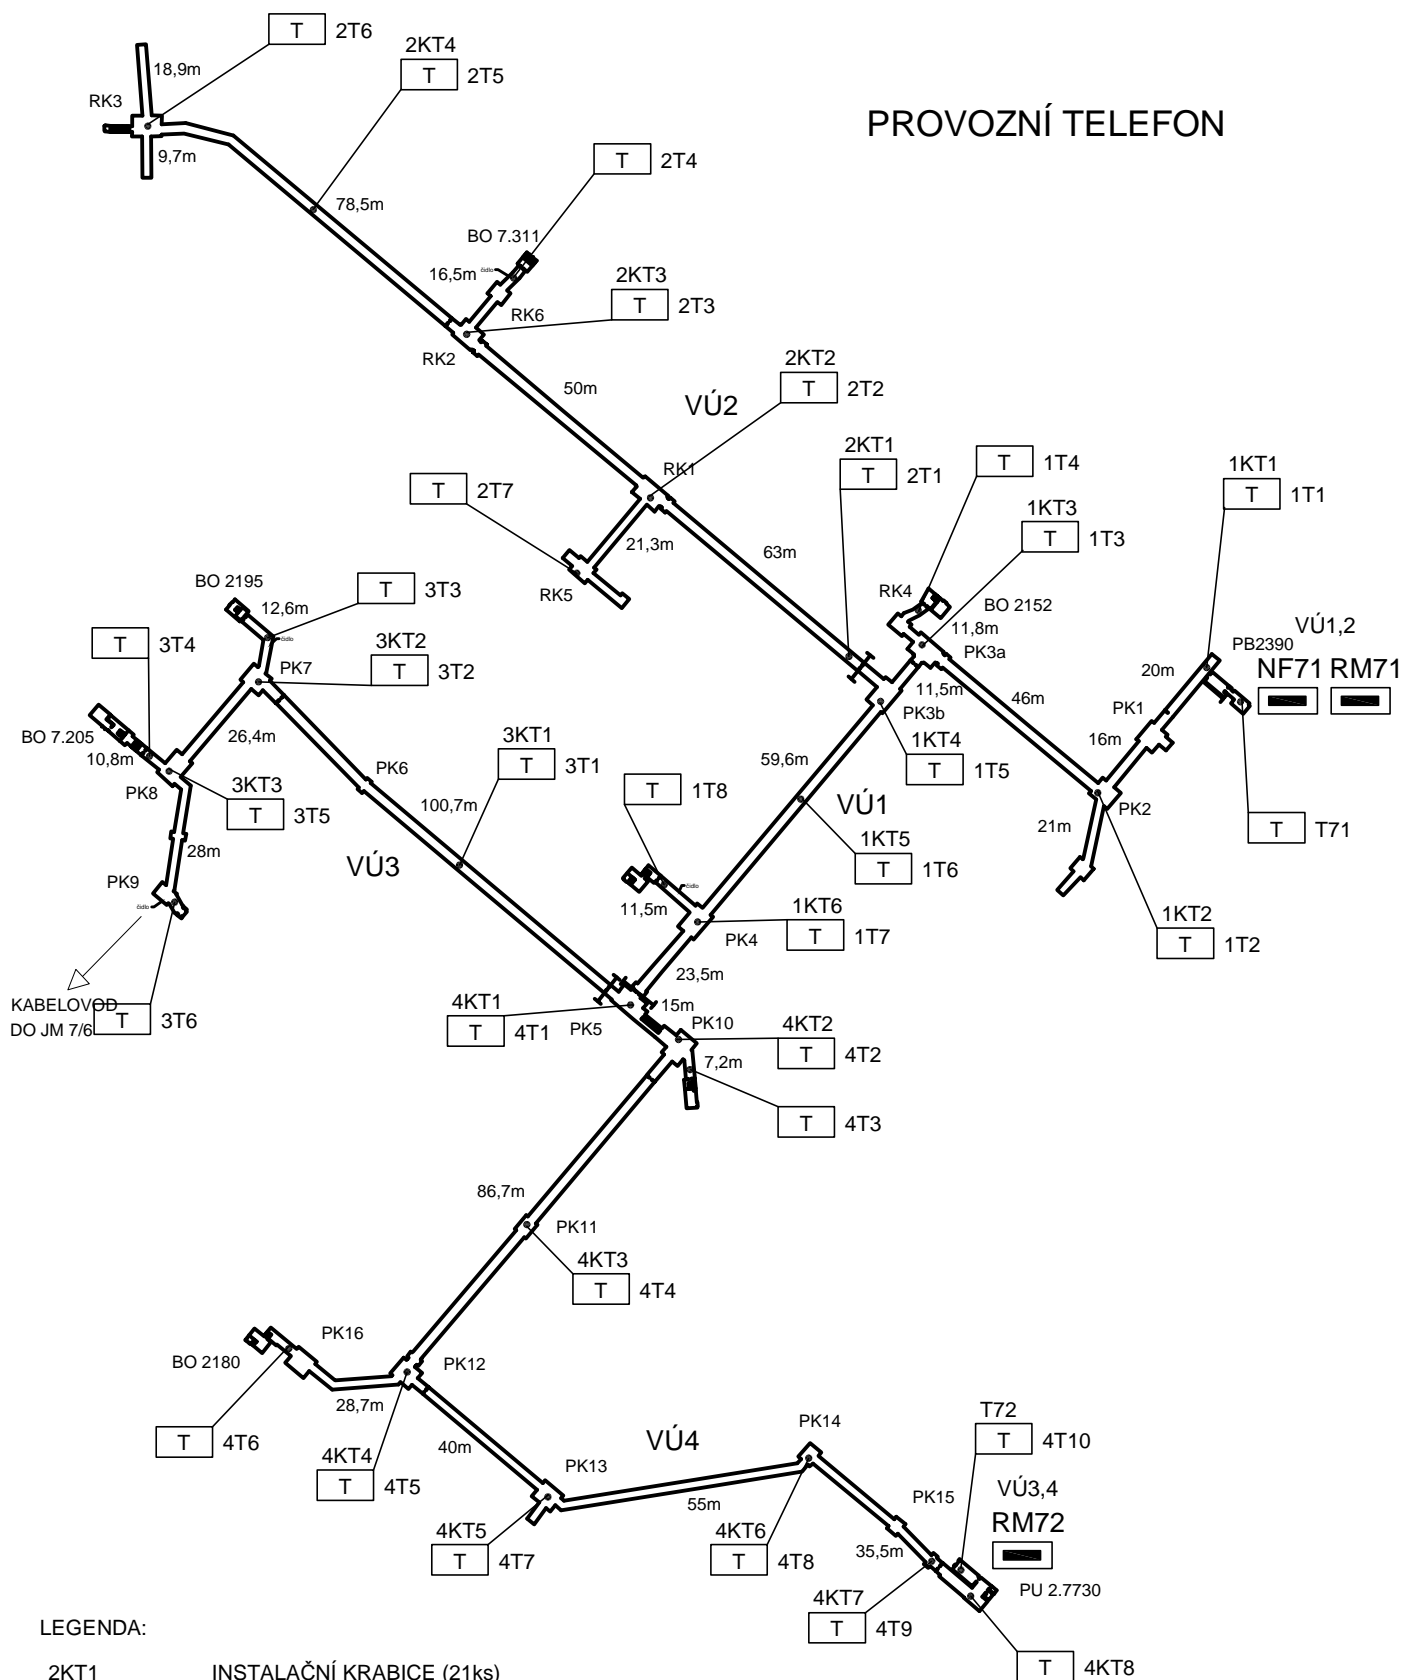 T 2T6
2KT4
T 2T5
18,9m
RK3
9,7m
PROVOZNÍ TELEFON
T 2T4
78,5m
BO 7.311
16,5m
čidlo
2KT3
T 2T3
RK6
RK2
50m
2KT2
T 2T2
VÚ2
2KT1
T 2T1
T 1T4
1KT1
T 1T1
RK1
T 2T7
21,3m
63m
1KT3
T 1T3
RK5
RK4
BO 2152
11,8m
PK3a
BO 2195
12,6m
čidlo
T 3T3
T 3T4
3KT2
T 3T2
PK7
VÚ1,2
PB2390
NF71 RM71
20m
11,5m
PK3b
46m
PK1
16m
BO 7.205
10,8m
26,4m
PK8
PK6
3KT1
T 3T1
59,6m
1KT4
T 1T5
3KT3
T 3T5
100,7m
T 1T8
VÚ1
PK2
21m
T T71
28m
VÚ3
1KT5
T 1T6
PK9
čidlo
čidlo
11,5m
PK4
1KT6
T 1T7
1KT2
T 1T2
23,5m
KABELOVOD
DO JM 7/6
T 3T6
4KT1
T 4T1
PK5
15m
PK10
4KT2
T 4T2
7,2m
T 4T3
86,7m
PK11
4KT3
T 4T4
PK16
BO 2180
PK12
28,7m
T 4T6
4KT4
T 4T5
40m
PK13
VÚ4
PK14
T72
T 4T10
55m
PK15
VÚ3,4
RM72
4KT5
T 4T7
4KT6
T 4T8
35,5m
PU 2.7730
4KT7
T 4T9
T 4KT8
LEGENDA:
2KT1 INSTALAČNÍ KRABICE (21ks)